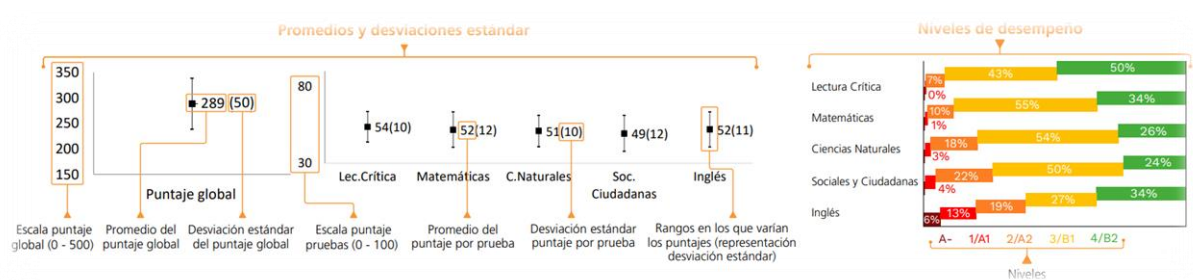 Promedios y desviaciones estándar
350
300
250
200
150
289 (50)
Puntaje global
80
30
54(10)
52(12)
51(10)
49(12)
52(11)
Lec.Crítica
Matemáticas
C.Naturales
Soc.
Ciudadanas
Inglés
Escala puntaje
global (0 - 500)
Promedio del
puntaje global
Desviación estándar
del puntaje global
Escala puntaje
pruebas (0 - 100)
Promedio del
puntaje por prueba
Desviación estándar
puntaje por prueba
Rangos en los que varían
los puntajes (representación
desviación estándar)
Niveles de desempeño
Lectura Crítica
0%
7%
43%
50%
Matemáticas
1%
10%
55%
34%
Ciencias Naturales
3%
18%
54%
26%
Sociales y Ciudadanas
4%
22%
50%
24%
Inglés
6%
13%
19%
27%
34%
A-
1/A1
2/A2
3/B1
4/B2
Niveles